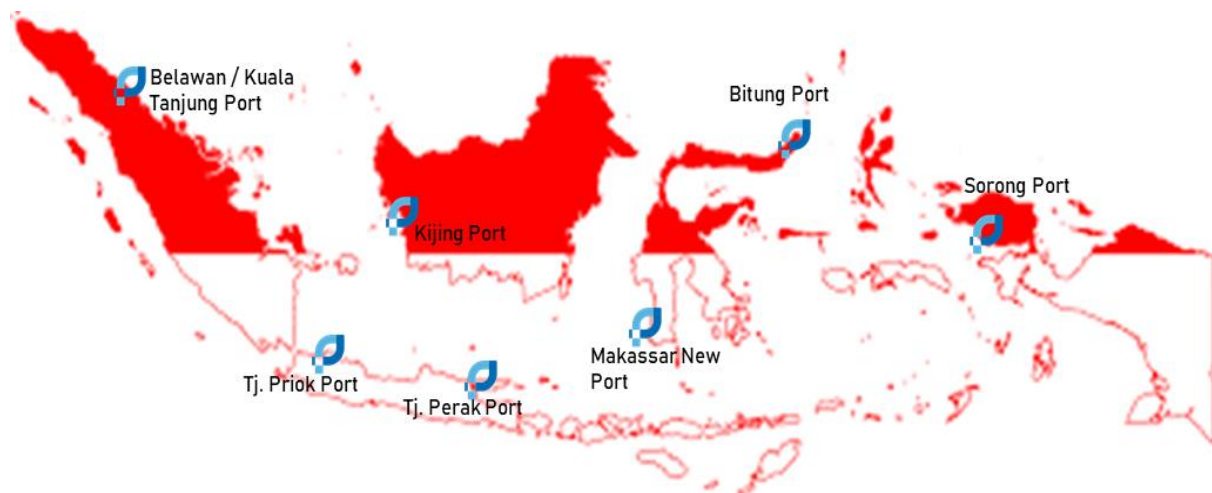 Belawan / Kuala
Tanjung Port
Bitung Port
Sorong Port
Kijing Port
Makassar New
Port
Tj. Priok Port
Tj. Perak Port